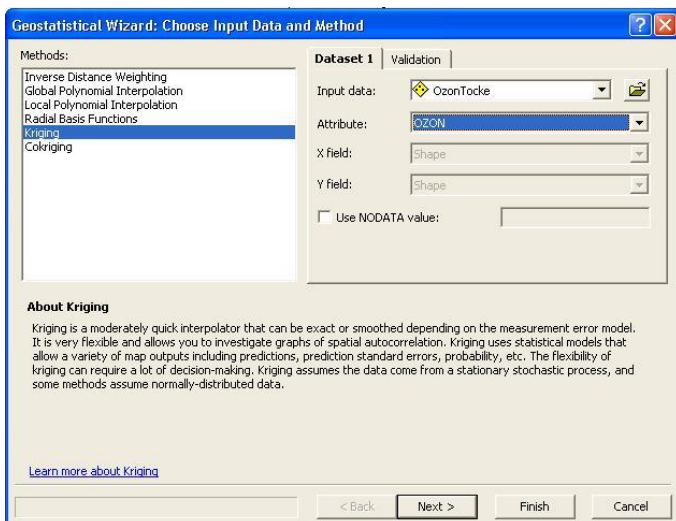 Geostatistical Wizard: Choose Input Data and Method
Methods:
Inverse Distance Weighting
Global Polynomial Interpolation
Local Polynomial Interpolation
Radial Basis Functions
Kriging
Cokriging
Dataset 1
Validation
Input data:
OzonTocke
Attribute:
OZON
X field:
Shape
Y field:
Shape
Use NODATA value:
About Kriging
Kriging is a moderately quick interpolator that can be exact or smoothed depending on the measurement error model.
It is very flexible and allows you to investigate graphs of spatial autocorrelation. Kriging uses statistical models that
allow a variety of map outputs including predictions, prediction standard errors, probability, etc. The flexibility of
kriging can require a lot of decision-making. Kriging assumes the data come from a stationary stochastic process, and
some methods assume normally-distributed data.
Learn more about Kriging
< Back
Next >
Finish
Cancel